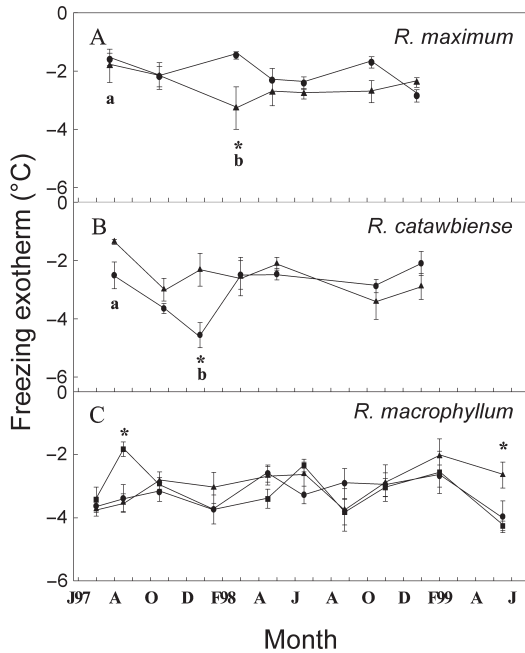 0
A
R. maximum
−2
a
*
b
−4
−6
0
B
R. catawbiense
−2
a
−4
*
b
−6
0
C
R. macrophyllum
*
*
−2
−4
−6
Freezing exotherm (°C)
J97 A O D F98 A J A O D F99 A J
Month